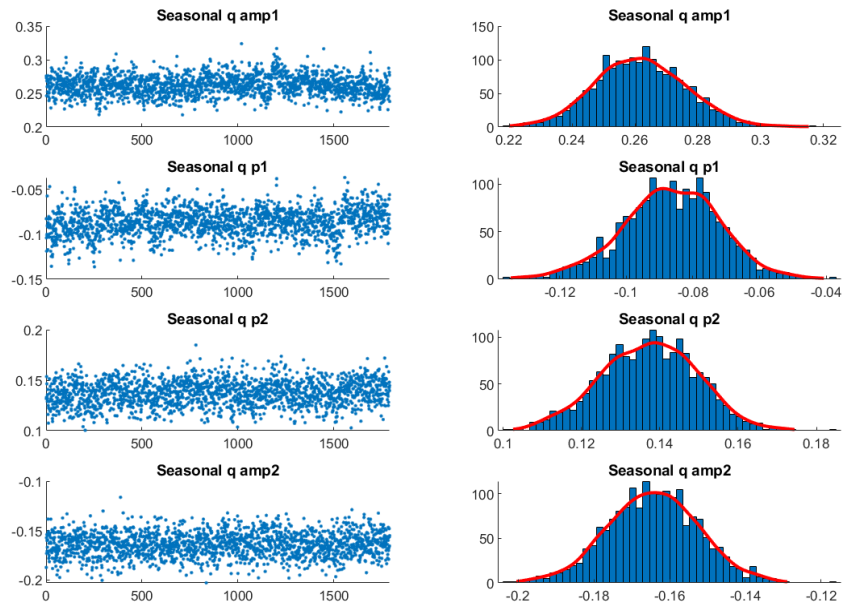 Seasonal q amp1
0.35
0.3
0.25
0.2
0 500 1000 1500
Seasonal q amp1
150
100
50
0
0.22 0.24 0.26 0.28 0.3 0.32
Seasonal q p1
-0.05
-0.1
-0.15
0 500 1000 1500
Seasonal q p1
100
50
0
-0.12 -0.1 -0.08 -0.06 -0.04
Seasonal q p2
0.2
0.15
0.1
0 500 1000 1500
Seasonal q p2
100
50
0
0.1 0.12 0.14 0.16 0.18
Seasonal q amp2
-0.1
-0.15
-0.2
0 500 1000 1500
Seasonal q amp2
100
50
0
-0.2 -0.18 -0.16 -0.14 -0.12